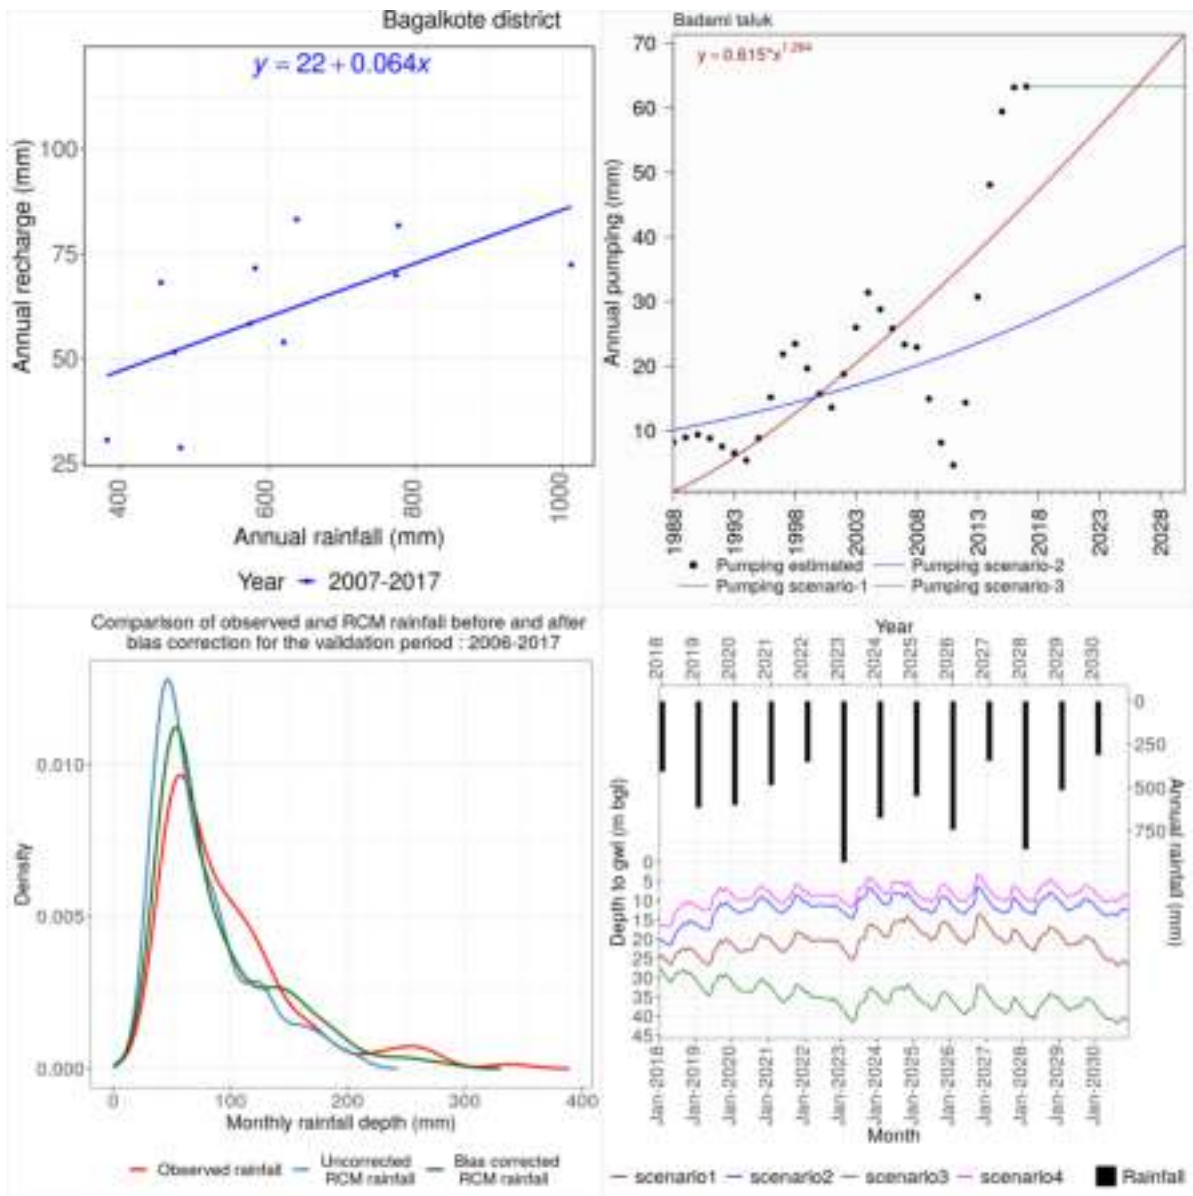 Bagalkote district
y = 22 + 0.064x
Annual recharge (mm)
100
75
50
25
400
600
800
1000
Annual rainfall (mm)
Year 2007-2017
Badami taluk
y = 0.615*x^1.264
Annual pumping (mm)
70
60
50
40
30
20
10
1988
1993
1998
2003
2008
2013
2018
2023
2028
Pumping estimated Pumping scenario-2
Pumping scenario-1 Pumping scenario-3
Comparison of observed and RCM rainfall before and after
bias correction for the validation period : 2006-2017
Density
0.010
0.005
0.000
0
100
200
300
400
Monthly rainfall depth (mm)
Observed rainfall
Uncorrected
RCM rainfall
Bias corrected
RCM rainfall
Year
2018
2019
2020
2021
2022
2023
2024
2025
2026
2027
2028
2029
2030
0
250
500
750
Annual rainfall (mm)
Depth to gwl (m bgl)
0
5
10
15
20
25
30
35
40
45
Jan-2018
Jan-2019
Jan-2020
Jan-2021
Jan-2022
Jan-2023
Jan-2024
Jan-2025
Jan-2026
Jan-2027
Jan-2028
Jan-2029
Jan-2030
Month
scenario1 scenario2 scenario3 scenario4 Rainfall